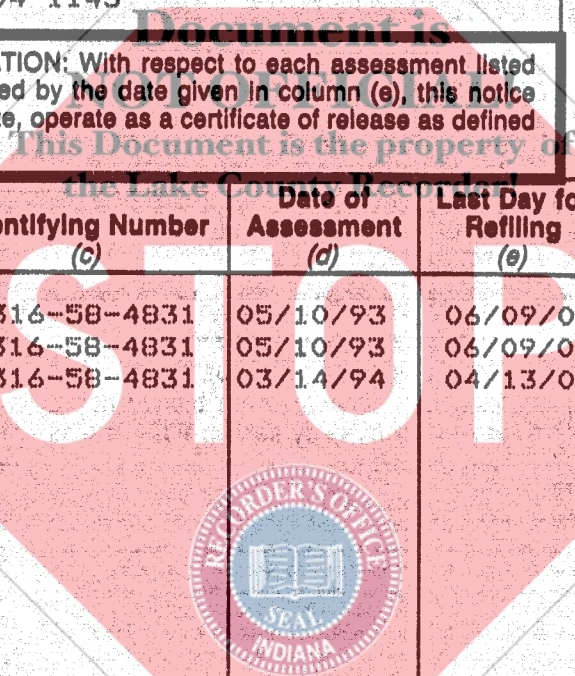 Document is
TION: With respect to each assessment listed
NOT OFFICIAL!
ed by the date given in column (e), this notice
te, operate as a certificate of release as defined
This Document is the property of
the Lake County Recorder!
entifying Number Date of Assessment Last Day fo Refiling
(c) (d) (e)
316-58-4831 05/10/93 06/09/0
316-58-4831 05/10/93 06/09/0
316-58-4831 03/14/94 04/13/0
STOP
RECORDER'S OFFICE
SEAL
INDIANA